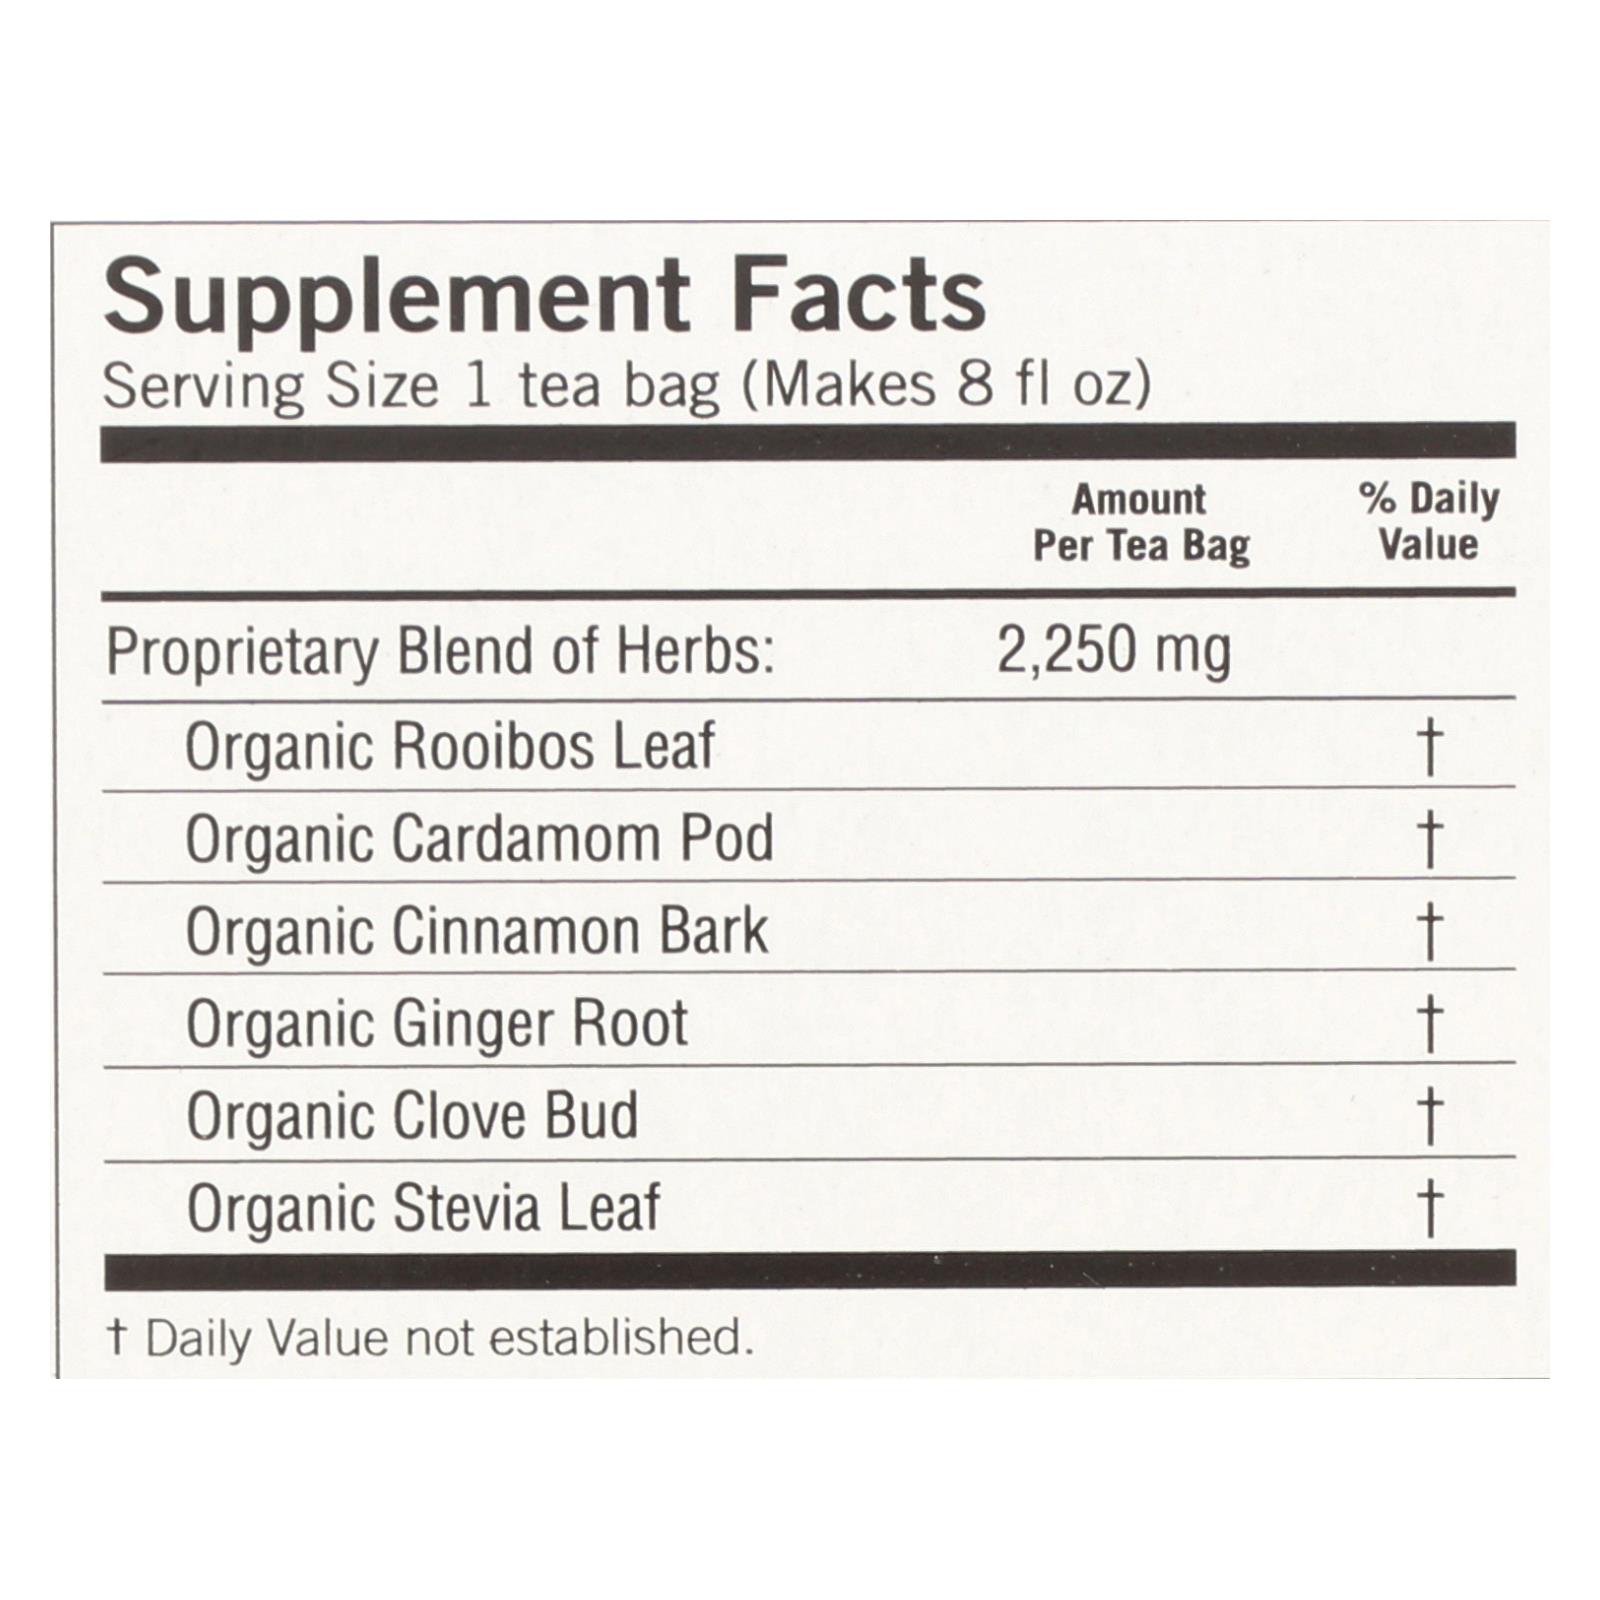 Supplement Facts
Serving Size 1 tea bag (Makes 8 fl oz)
Amount Per Tea Bag % Daily Value
Proprietary Blend of Herbs: 2,250 mg
Organic Rooibos Leaf †
Organic Cardamom Pod †
Organic Cinnamon Bark †
Organic Ginger Root †
Organic Clove Bud †
Organic Stevia Leaf †
† Daily Value not established.